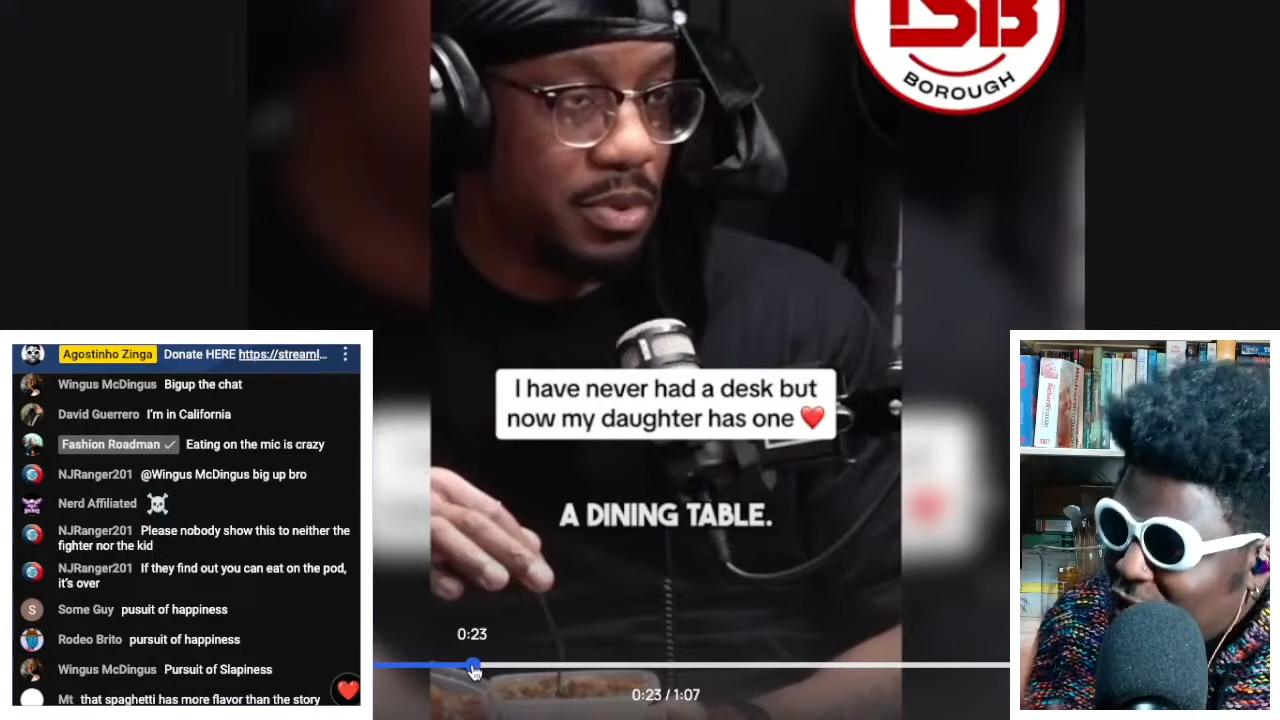 ISB
BOROUGH
I have never had a desk but
now my daughter has one ❤️
A DINING TABLE.
0:23
0:23 / 1:07
Agostinho Zinga Donate HERE https://streaml...
Wingus McDingus Bigup the chat
David Guerrero I'm in California
Fashion Roadman ✓ Eating on the mic is crazy
NJRanger201 @Wingus McDingus big up bro
Nerd Affiliated ☠️
NJRanger201 Please nobody show this to neither the
fighter nor the kid
NJRanger201 If they find out you can eat on the pod,
it's over
S Some Guy pusuit of happiness
Rodeo Brito pursuit of happiness
Wingus McDingus Pursuit of Slapiness
Mt that spaghetti has more flavor than the story